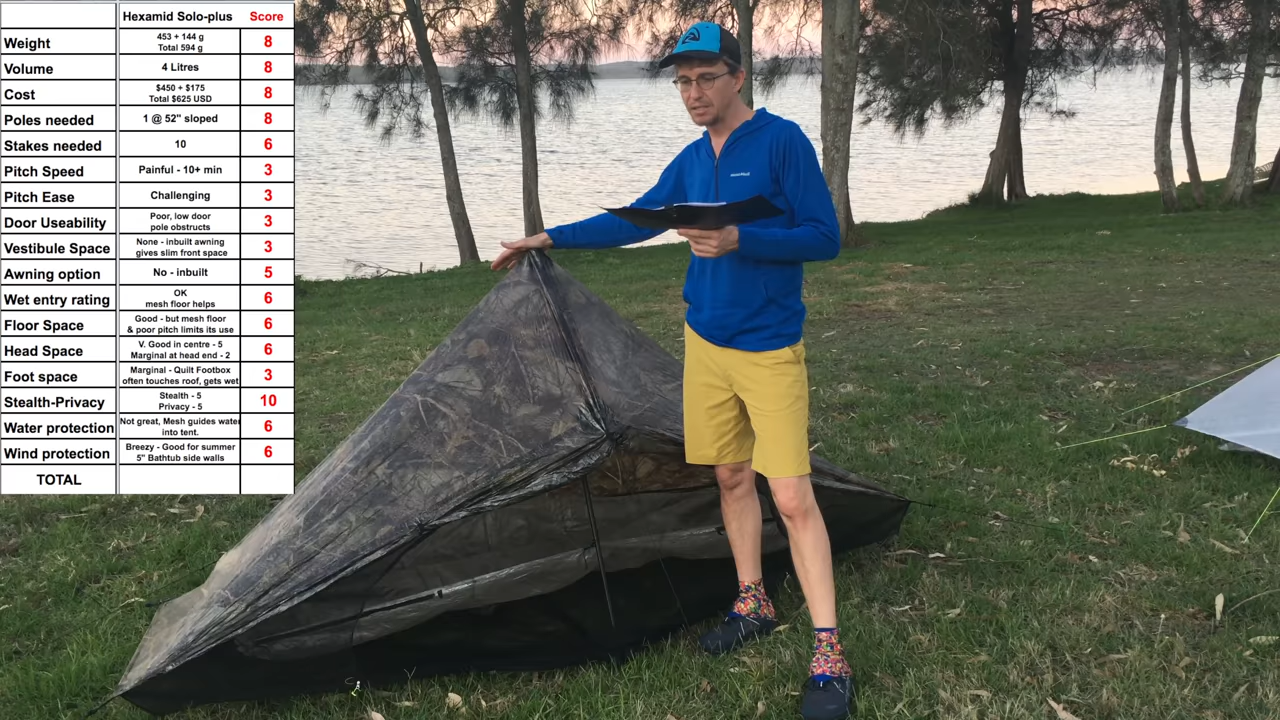 Hexamid Solo-plus Score
Weight 453 + 144 g 8
Total 594 g
Volume 4 Litres 8
Cost $450 + $175 8
Total $625 USD
Poles needed 1 @ 52" sloped 8
Stakes needed 10 6
Pitch Speed Painful - 10+ min 3
Pitch Ease Challenging 3
Door Useability Poor, low door 3
pole obstructs
Vestibule Space None - inbuilt awning 3
gives slim front space
Awning option No - inbuilt 5
Wet entry rating OK 6
mesh floor helps
Floor Space Good - but mesh floor 6
& poor pitch limits its use
Head Space V. Good in centre - 5 6
Marginal at head end - 2
Foot space Marginal - Quilt Footbox 3
often touches roof, gets wet
Stealth-Privacy Stealth - 5 10
Privacy - 5
Water protection Not great, Mesh guides water 6
into tent.
Wind protection Breezy - Good for summer 6
5" Bathtub side walls
TOTAL